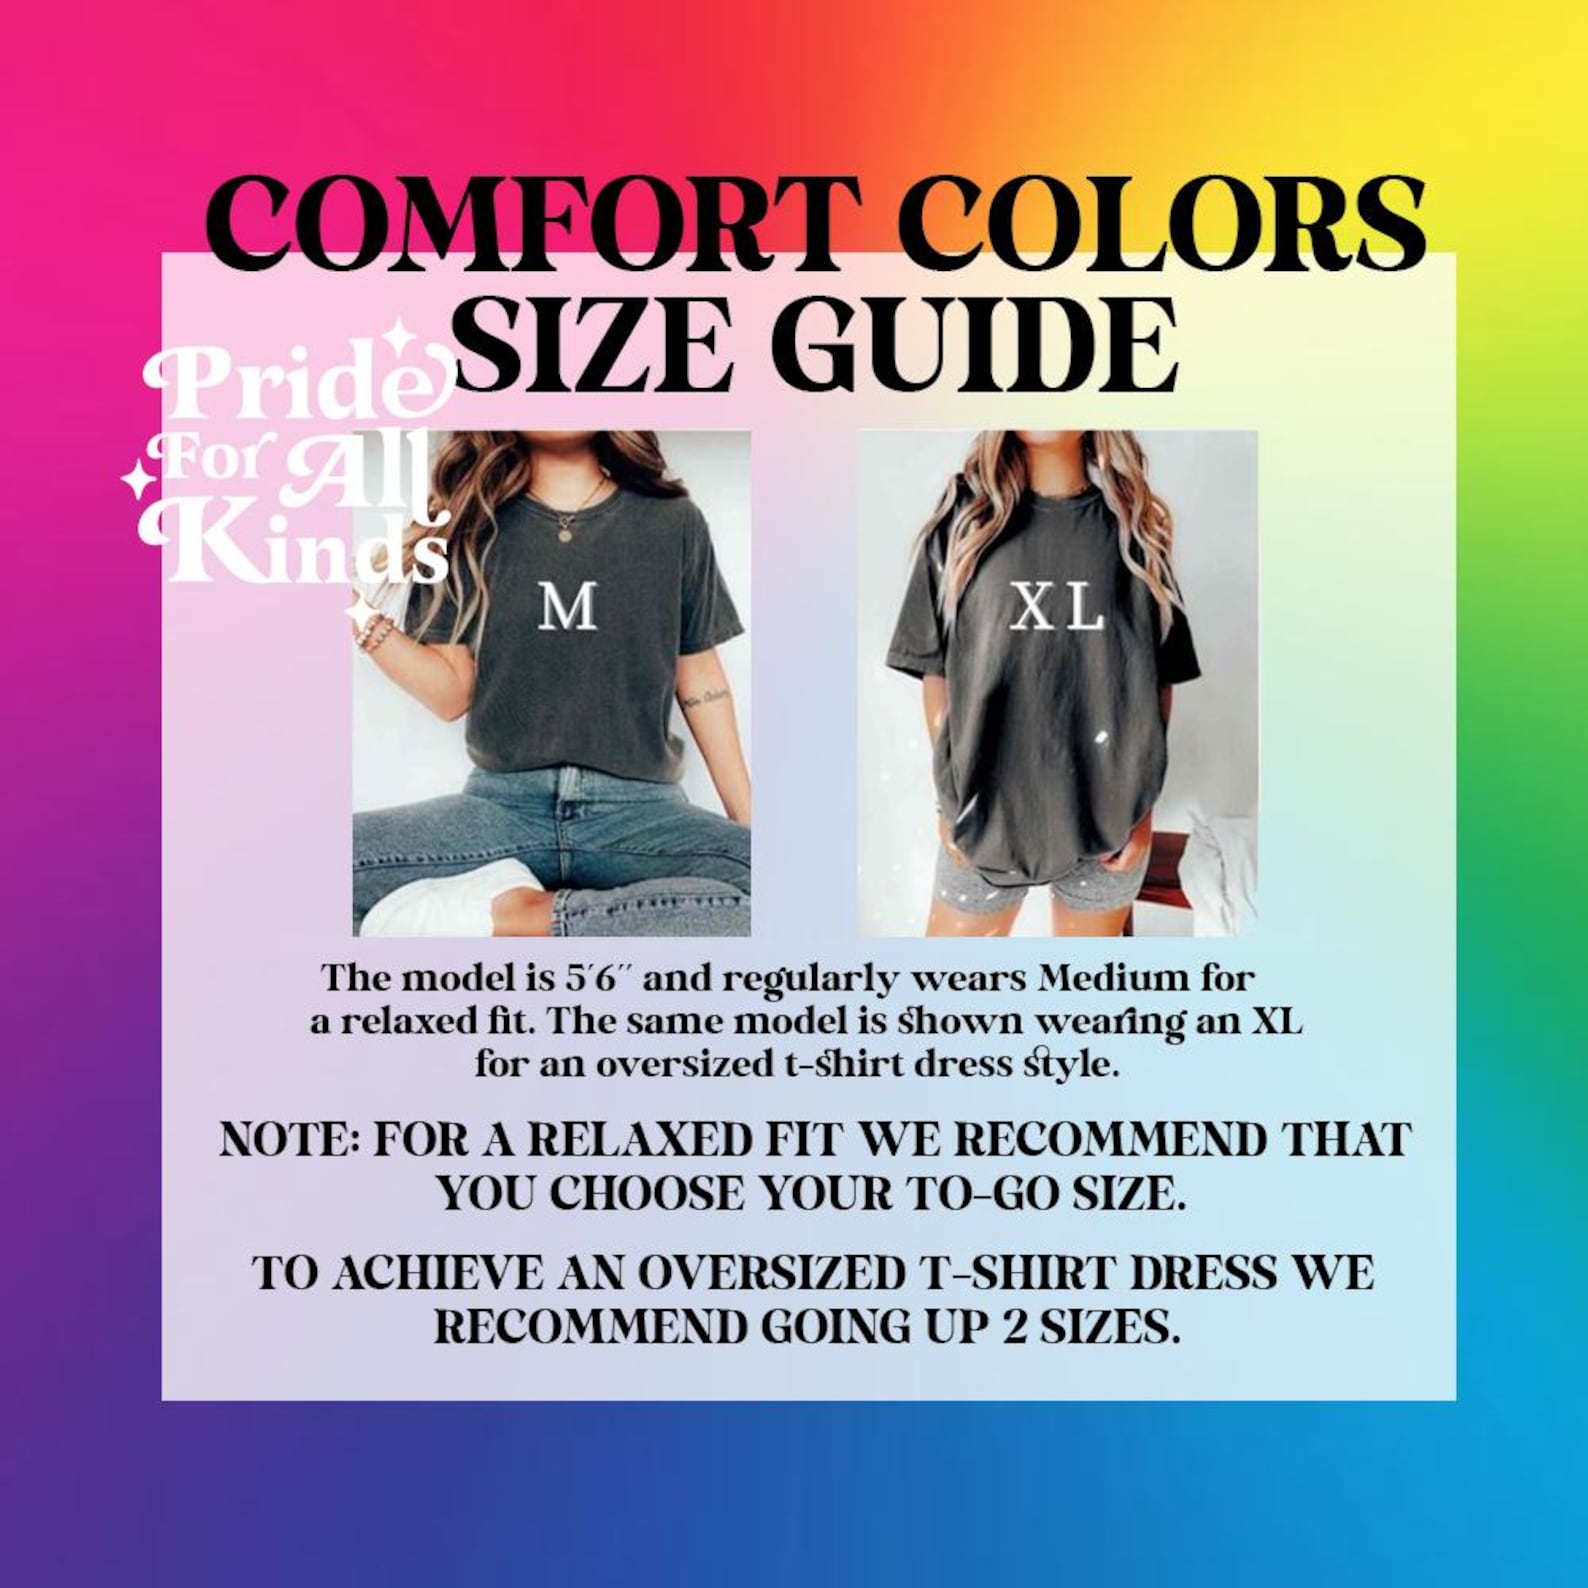 COMFORT COLORS
SIZE GUIDE
Pride
For All
Kinds
M
XL
The model is 5'6" and regularly wears Medium for
a relaxed fit. The same model is shown wearing an XL
for an oversized t-shirt dress style.
NOTE: FOR A RELAXED FIT WE RECOMMEND THAT
YOU CHOOSE YOUR TO-GO SIZE.
TO ACHIEVE AN OVERSIZED T-SHIRT DRESS WE
RECOMMEND GOING UP 2 SIZES.